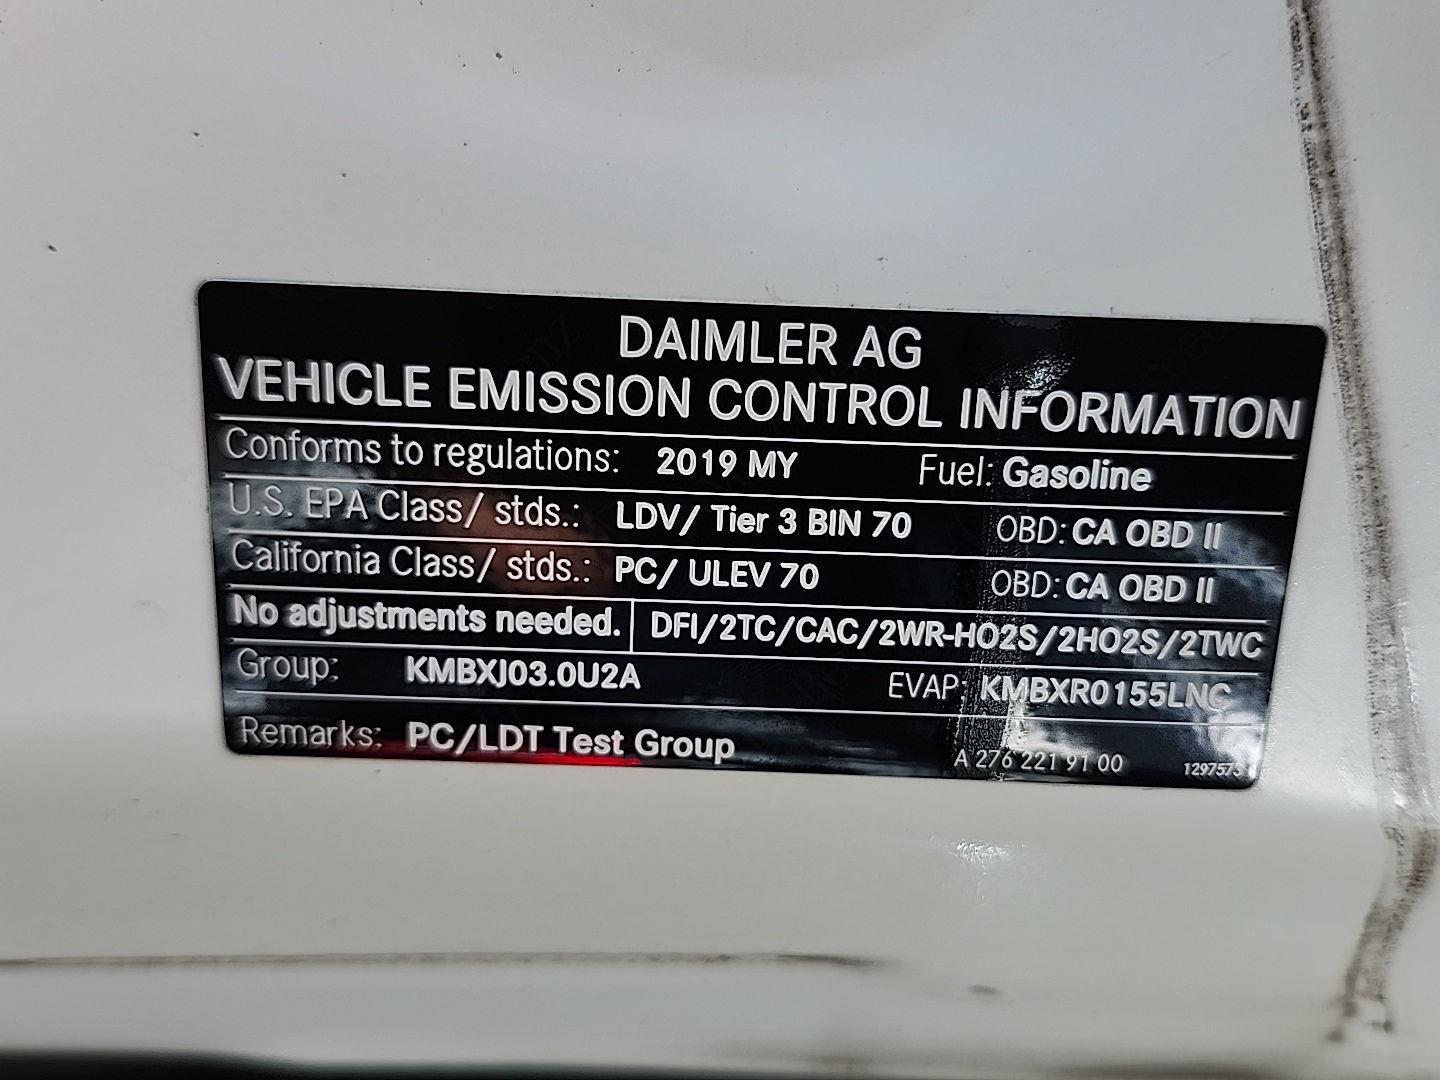 DAIMLER AG
VEHICLE EMISSION CONTROL INFORMATION
Conforms to regulations: 2019 MY Fuel: Gasoline
U.S. EPA Class/ stds.: LDV/ Tier 3 BIN 70 OBD: CA OBD II
California Class/ stds.: PC/ ULEV 70 OBD: CA OBD II
No adjustments needed. DFI/2TC/CAC/2WR-HO2S/2HO2S/2TWC
Group: KMBXJ03.0U2A EVAP: KMBXR0155LNC
Remarks: PC/LDT Test Group A 276 221 91 00